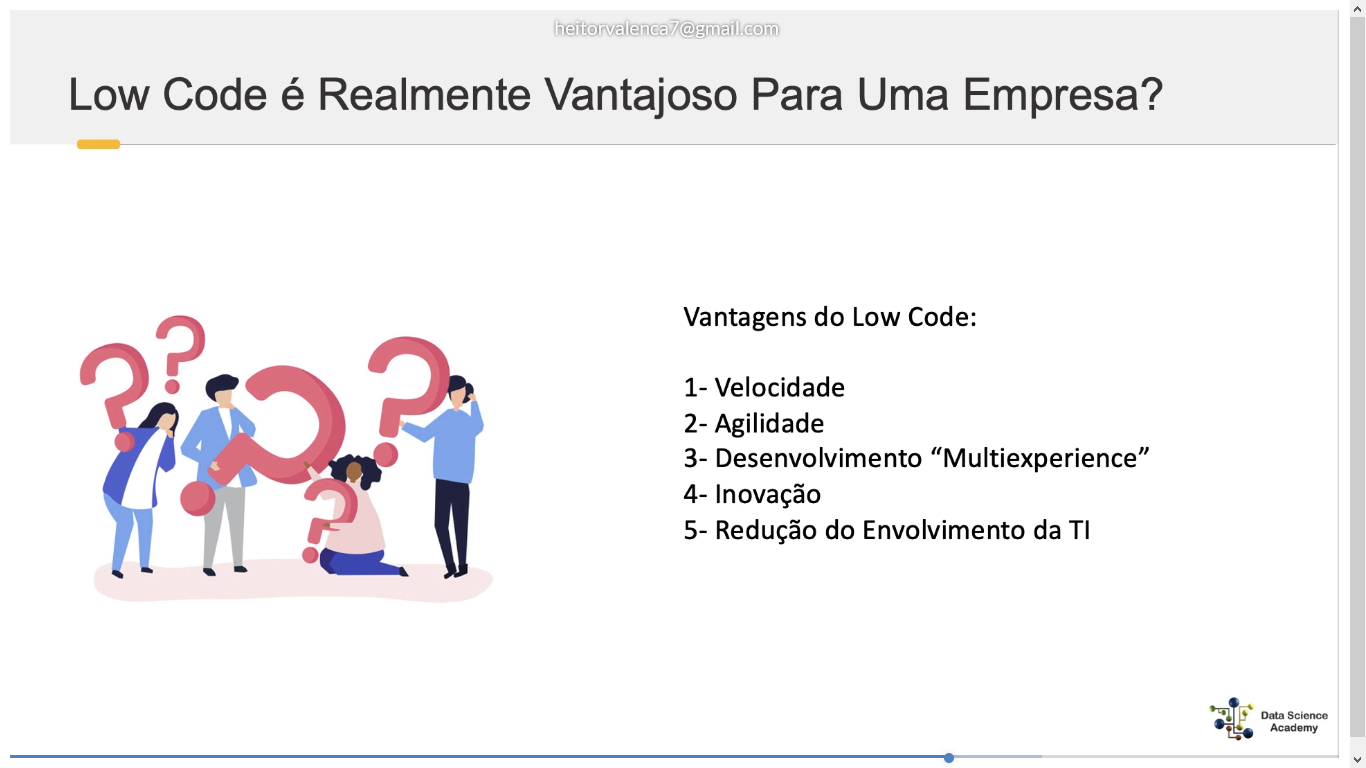 heitorvalenca7@gmail.com
Low Code é Realmente Vantajoso Para Uma Empresa?
Vantagens do Low Code:
1- Velocidade
2- Agilidade
3- Desenvolvimento “Multiexperience”
4- Inovação
5- Redução do Envolvimento da TI
Data Science
Academy